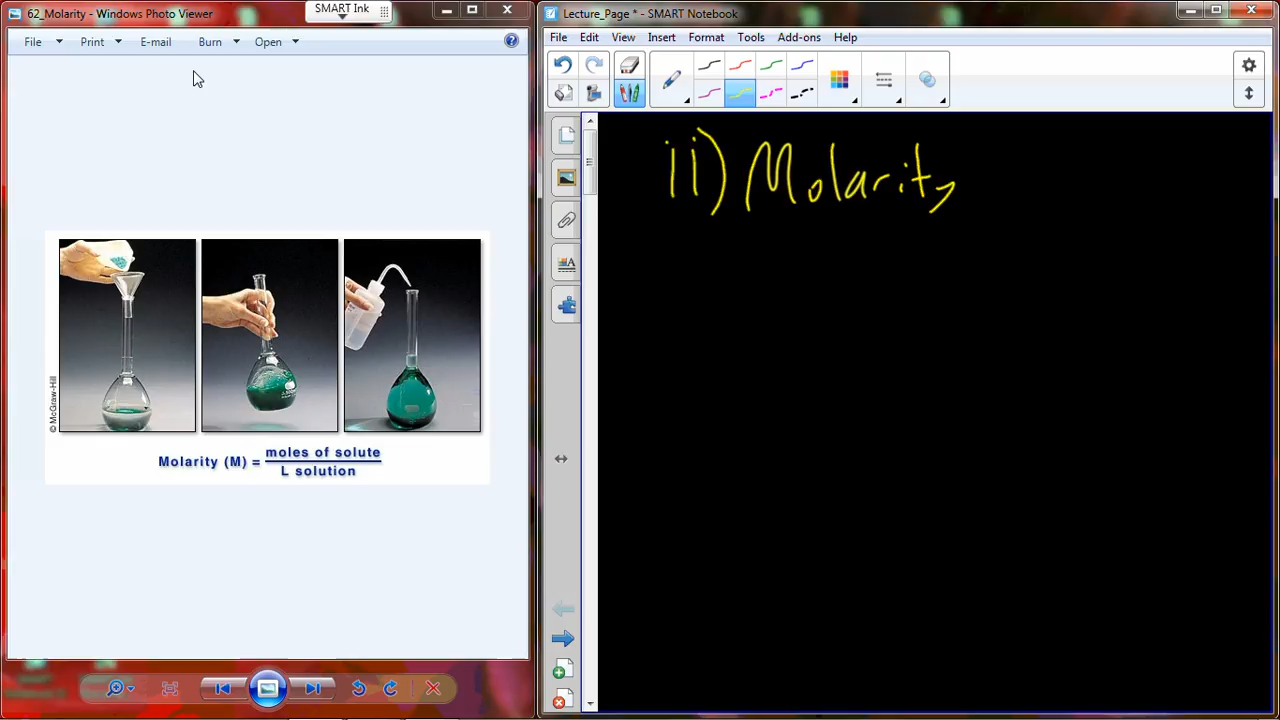 62_Molarity - Windows Photo Viewer
SMART Ink
File Print E-mail Burn Open
© McGraw-Hill
Molarity (M) = moles of solute
L solution
Lecture_Page * - SMART Notebook
File Edit View Insert Format Tools Add-ons Help
ii) Molarity